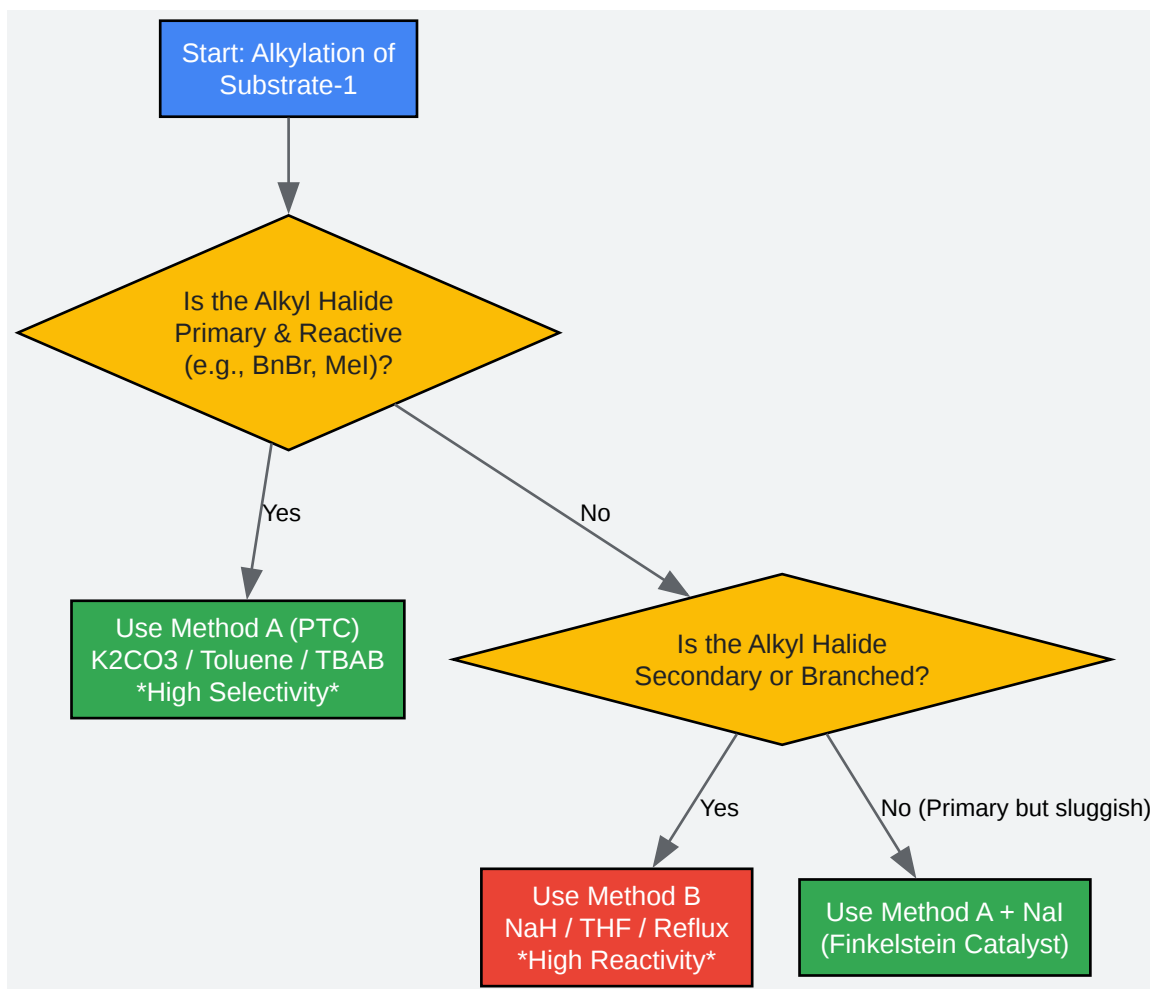 Start: Alkylation of
Substrate-1
Is the Alkyl Halide
Primary & Reactive
(e.g., BnBr, MeI)?
Yes
No
Use Method A (PTC)
K2CO3 / Toluene / TBAB
*High Selectivity*
Is the Alkyl Halide
Secondary or Branched?
Yes
No (Primary but sluggish)
Use Method B
NaH / THF / Reflux
*High Reactivity*
Use Method A + NaI
(Finkelstein Catalyst)